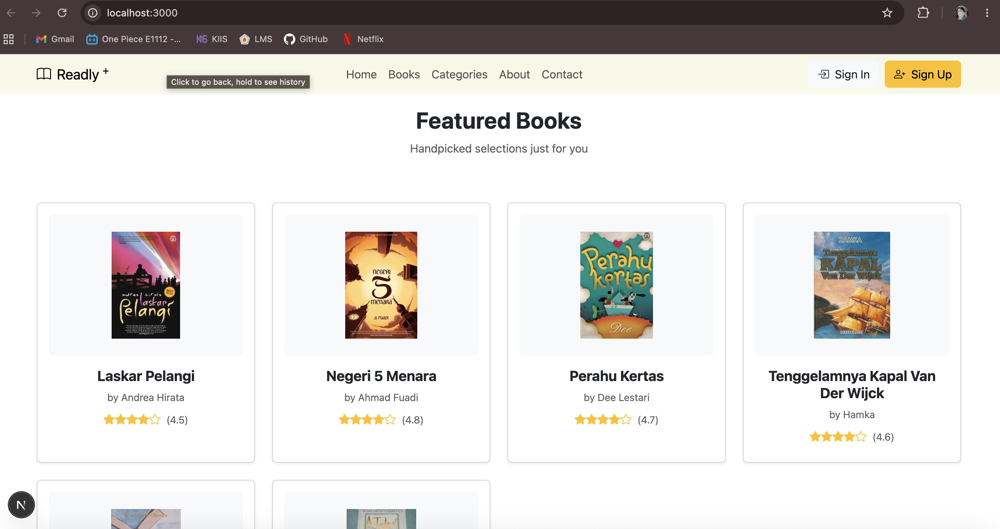 localhost:3000
Gmail
One Piece E1112 -...
KIIS
LMS
GitHub
Netflix
Readly +
Click to go back, hold to see history
Home
Books
Categories
About
Contact
Sign In
Sign Up
Featured Books
Handpicked selections just for you
BEST
SELLER
andrea hirata
laskar
Pelangi
NEGERI
5
MENARA
A. FUADI
Perahu
kertas
Dee
HAMKA
Tenggelamnya
KAPAL
Van Der Wijck
PUSTAKA DINI
Laskar Pelangi
by Andrea Hirata
(4.5)
Negeri 5 Menara
by Ahmad Fuadi
(4.8)
Perahu Kertas
by Dee Lestari
(4.7)
Tenggelamnya Kapal Van
Der Wijck
by Hamka
(4.6)
N
Wordsworth Classics
WORDSWORTH CLASSICS
A Tale of